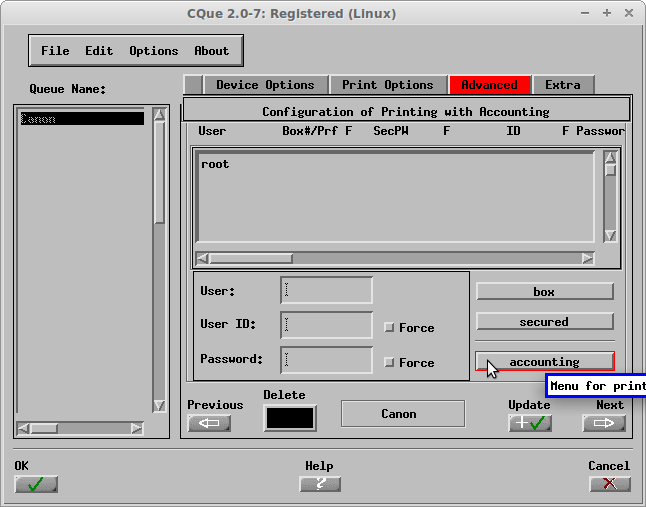 CQue 2.0-7: Registered (Linux)
File Edit Options About
Queue Name:
Device Options Print Options Advanced Extra
Configuration of Printing with Accounting
User Box#/Prf F SecPW F ID F Passwor
Canon
root
User:
box
User ID:
Force
secured
Password:
Force
accounting
Menu for print
Previous
Delete
Canon
Update
Next
OK
Help
?
Cancel